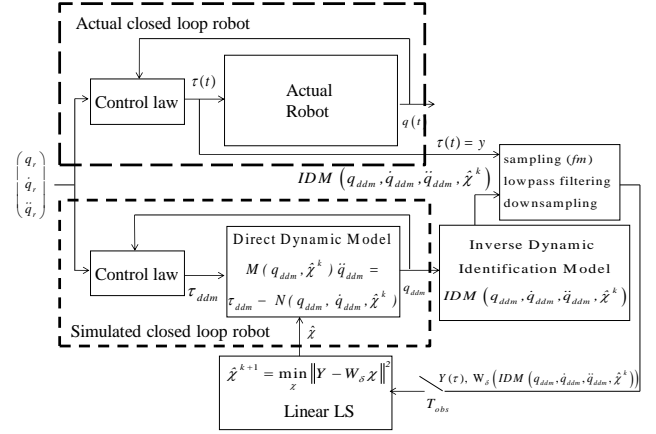 Actual closed loop robot
τ(t)
Control law
Actual
Robot
q(t)
τ(t) = y
( q_r
q̇_r
q̈_r )
IDM ( q_ddm , q̇_ddm , q̈_ddm , χ̂^k )
sampling (fm)
lowpass filtering
downsampling
Control law
τ_ddm
Direct Dynamic Model
M( q_ddm , χ̂^k ) q̈_ddm =
τ_ddm − N( q_ddm , q̇_ddm , χ̂^k )
q_ddm
Inverse Dynamic
Identification Model
IDM ( q_ddm , q̇_ddm , q̈_ddm , χ̂^k )
Simulated closed loop robot
χ̂
χ̂^{k+1} = min_χ ‖Y − W_δ χ‖²
Linear LS
Y(τ), W_δ ( IDM ( q_ddm , q̇_ddm , q̈_ddm , χ̂^k ) )
T_obs